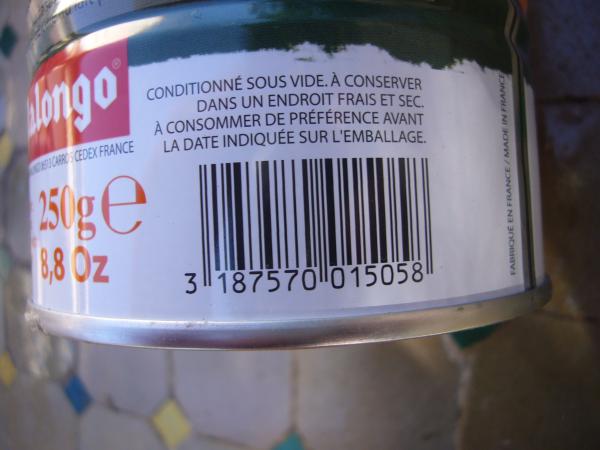 alongo®
CONDITIONNÉ SOUS VIDE. À CONSERVER
DANS UN ENDROIT FRAIS ET SEC.
À CONSOMMER DE PRÉFÉRENCE AVANT
LA DATE INDIQUÉE SUR L'EMBALLAGE.
CARROS CEDEX FRANCE
250g e
8,8 Oz
3 187570 015058
FABRIQUÉ EN FRANCE / MADE IN FRANCE